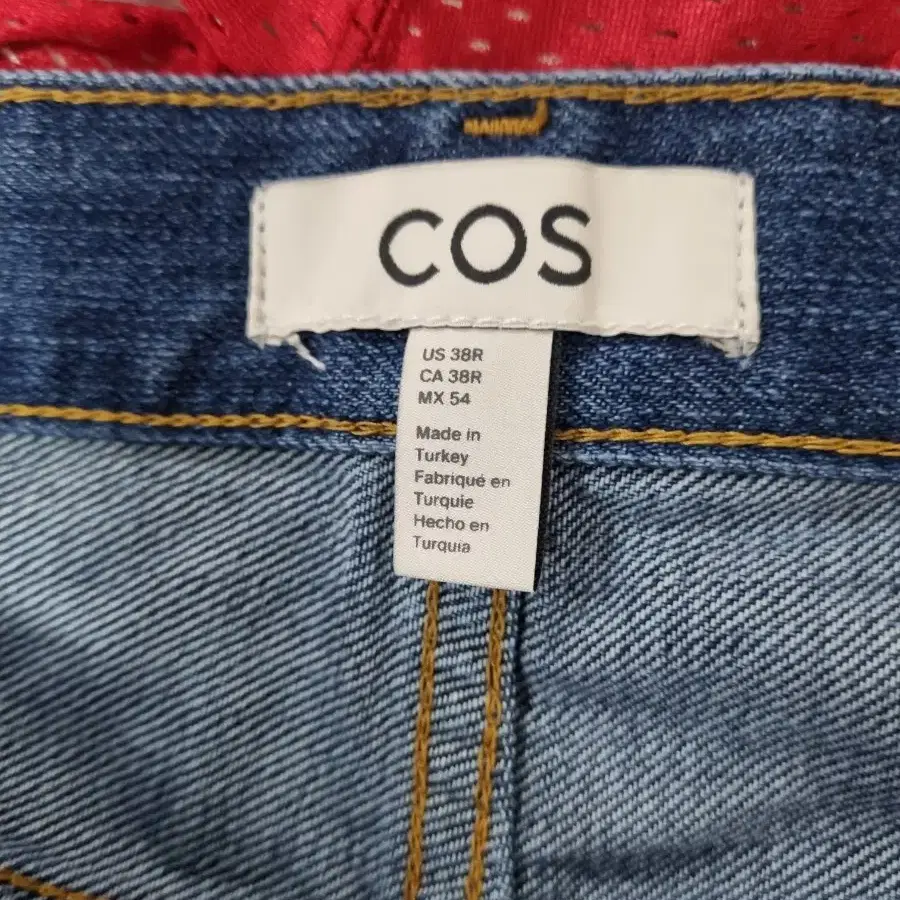 COS
US 38R
CA 38R
MX 54
Made in
Turkey
Fabriqué en
Turquie
Hecho en
Turquia